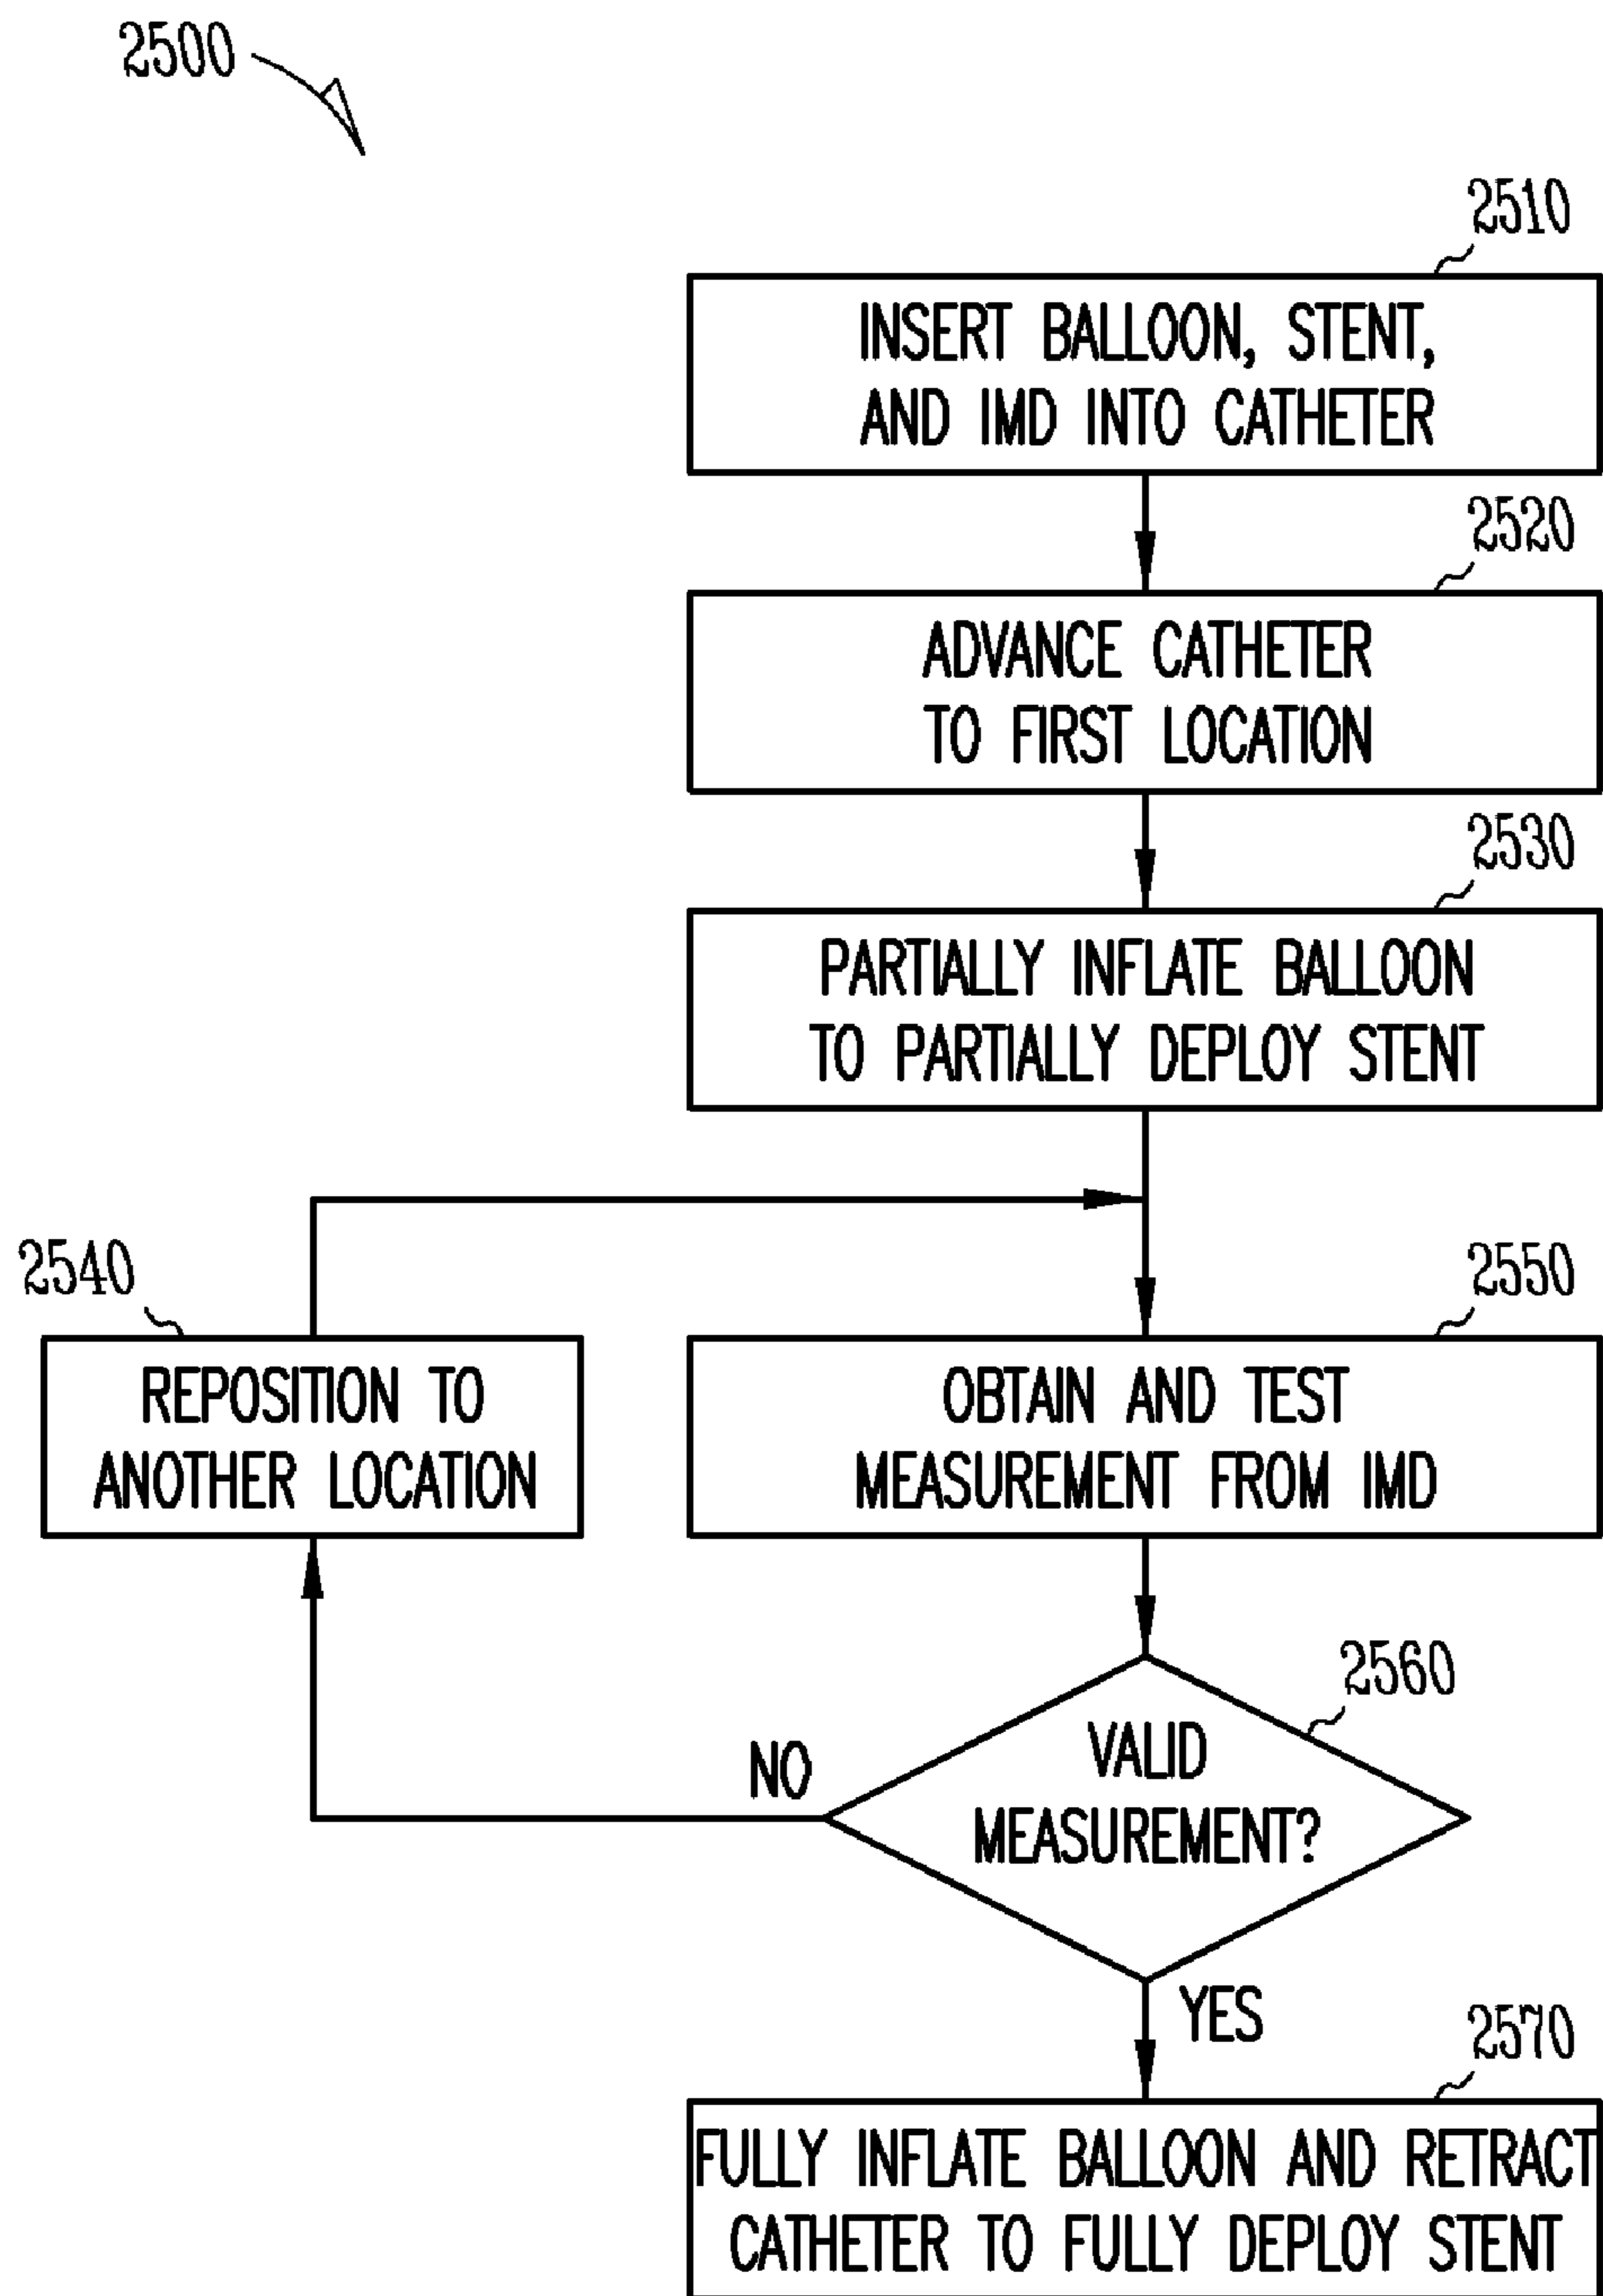 2500
2510
INSERT BALLOON, STENT,
AND IMD INTO CATHETER
2520
ADVANCE CATHETER
TO FIRST LOCATION
2530
PARTIALLY INFLATE BALLOON
TO PARTIALLY DEPLOY STENT
2540
REPOSITION TO
ANOTHER LOCATION
2550
OBTAIN AND TEST
MEASUREMENT FROM IMD
2560
VALID
MEASUREMENT?
NO
YES
2570
FULLY INFLATE BALLOON AND RETRACT
CATHETER TO FULLY DEPLOY STENT